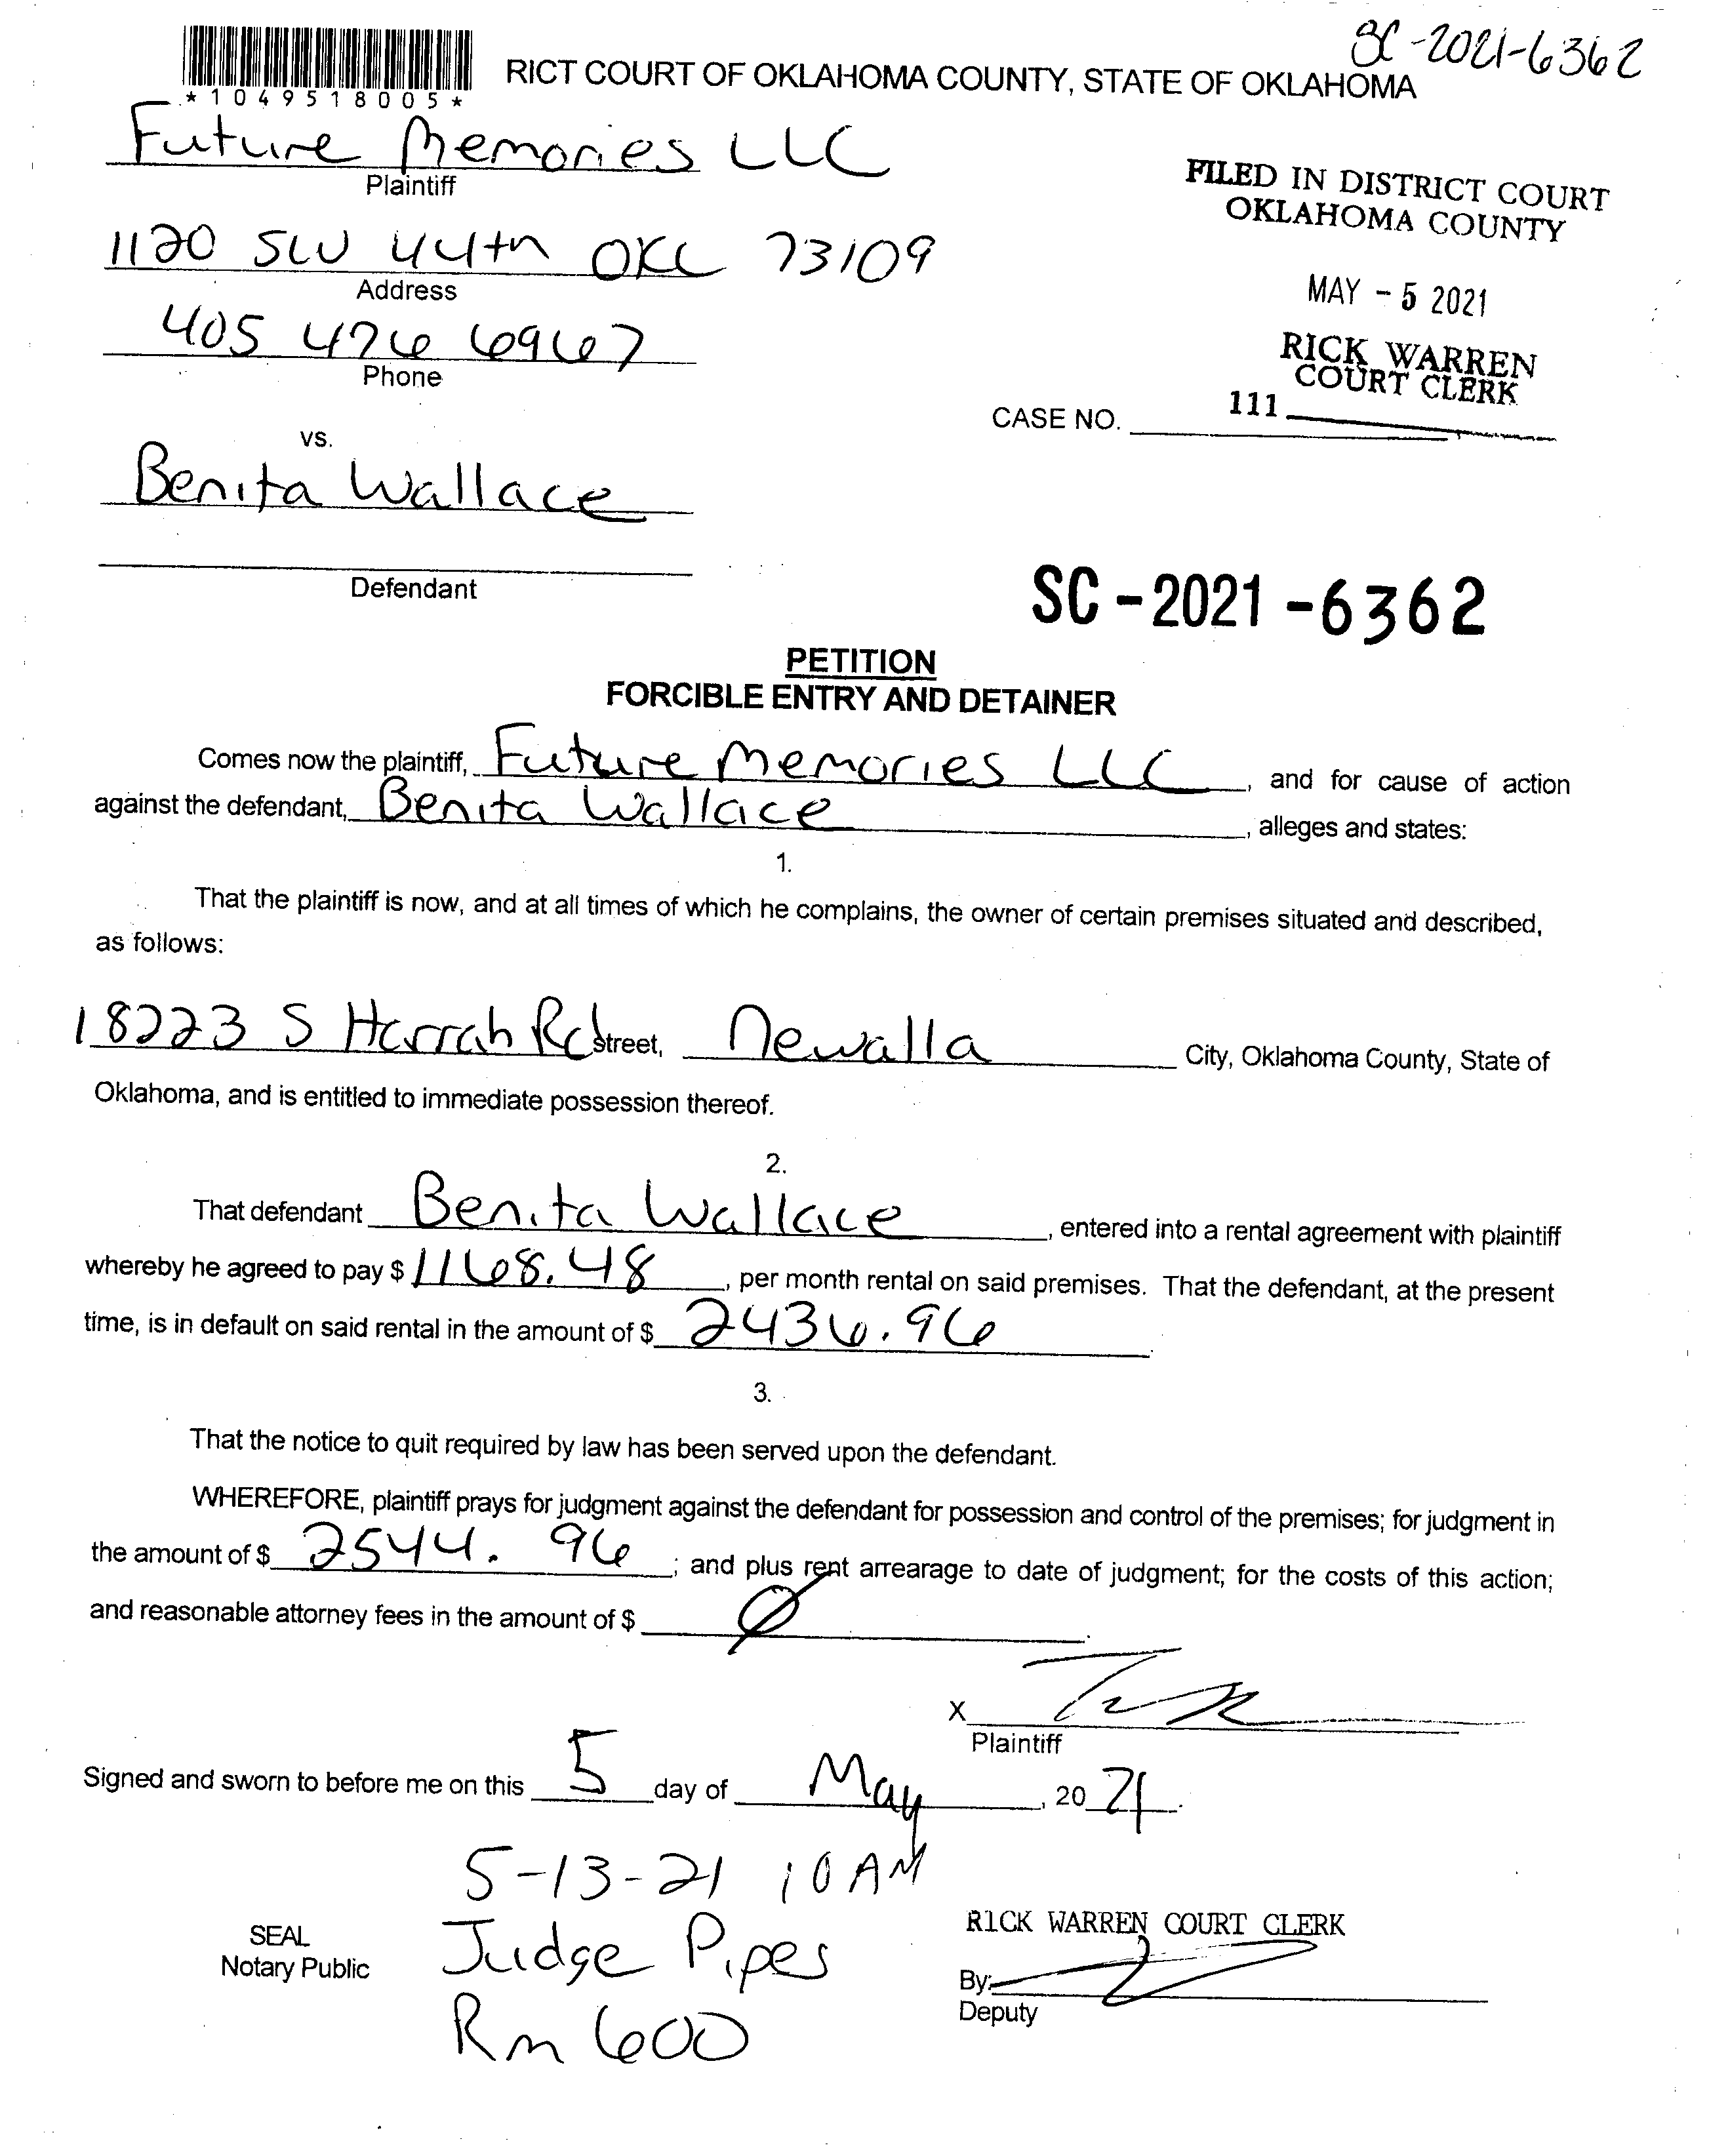 SC-2021-6362
*1049518005*
RICT COURT OF OKLAHOMA COUNTY, STATE OF OKLAHOMA
Future Memories LLC
Plaintiff
FILED IN DISTRICT COURT
OKLAHOMA COUNTY
1120 SW 44th OKC 73109
Address
MAY - 5 2021
405 476 6967
Phone
RICK WARREN
COURT CLERK
CASE NO. 111
vs.
Benita Wallace
Defendant
SC-2021-6362
PETITION
FORCIBLE ENTRY AND DETAINER
Comes now the plaintiff, Future Memories LLC, and for cause of action
against the defendant, Benita Wallace, alleges and states:
1.
That the plaintiff is now, and at all times of which he complains, the owner of certain premises situated and described,
as follows:
18223 S Harrah Rd Street, Newalla City, Oklahoma County, State of
Oklahoma, and is entitled to immediate possession thereof.
2.
That defendant Benita Wallace, entered into a rental agreement with plaintiff
whereby he agreed to pay $ 1168.48, per month rental on said premises. That the defendant, at the present
time, is in default on said rental in the amount of $ 2436.96.
3.
That the notice to quit required by law has been served upon the defendant.
WHEREFORE, plaintiff prays for judgment against the defendant for possession and control of the premises; for judgment in
the amount of $ 2544.96; and plus rent arrearage to date of judgment; for the costs of this action;
and reasonable attorney fees in the amount of $ Ø.
X
Plaintiff
Signed and sworn to before me on this 5 day of May, 2021.
5-13-21 10AM
SEAL
Notary Public
Judge Pipes
Rm 600
RICK WARREN COURT CLERK
By:
Deputy